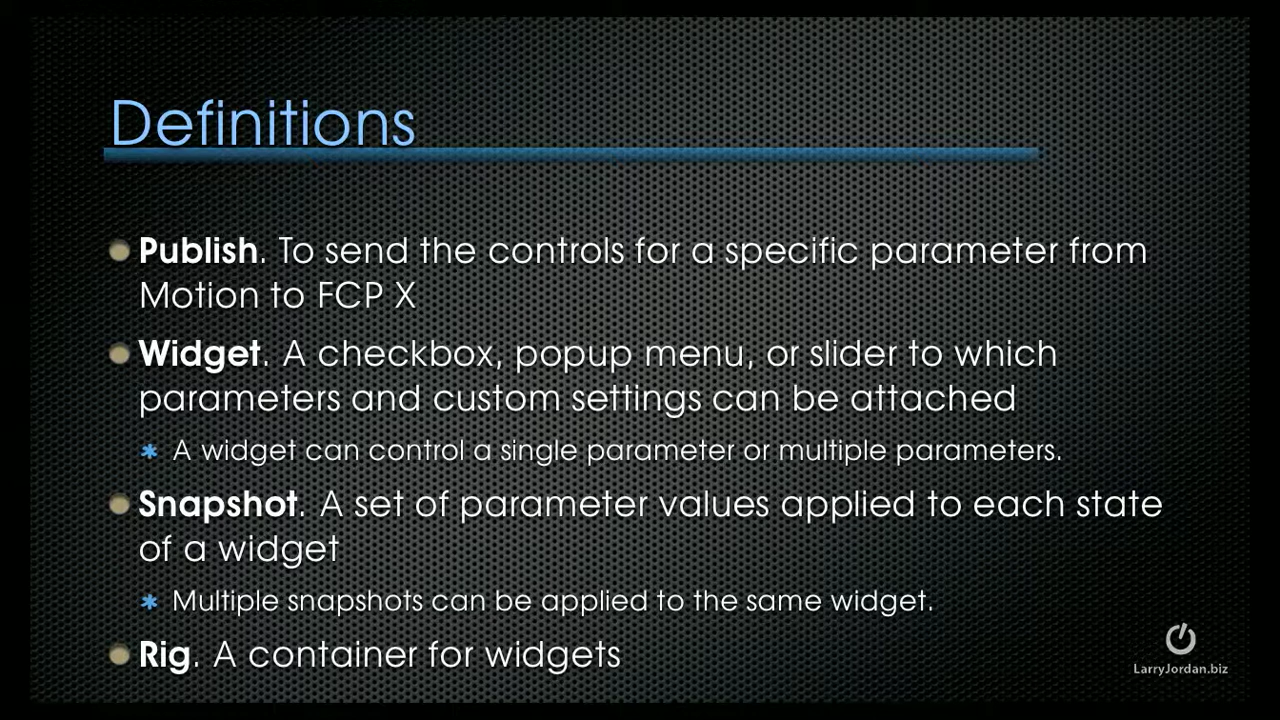 Definitions
Publish. To send the controls for a specific parameter from
Motion to FCP X
Widget. A checkbox, popup menu, or slider to which
parameters and custom settings can be attached
A widget can control a single parameter or multiple parameters.
Snapshot. A set of parameter values applied to each state
of a widget
Multiple snapshots can be applied to the same widget.
Rig. A container for widgets
LarryJordan.biz